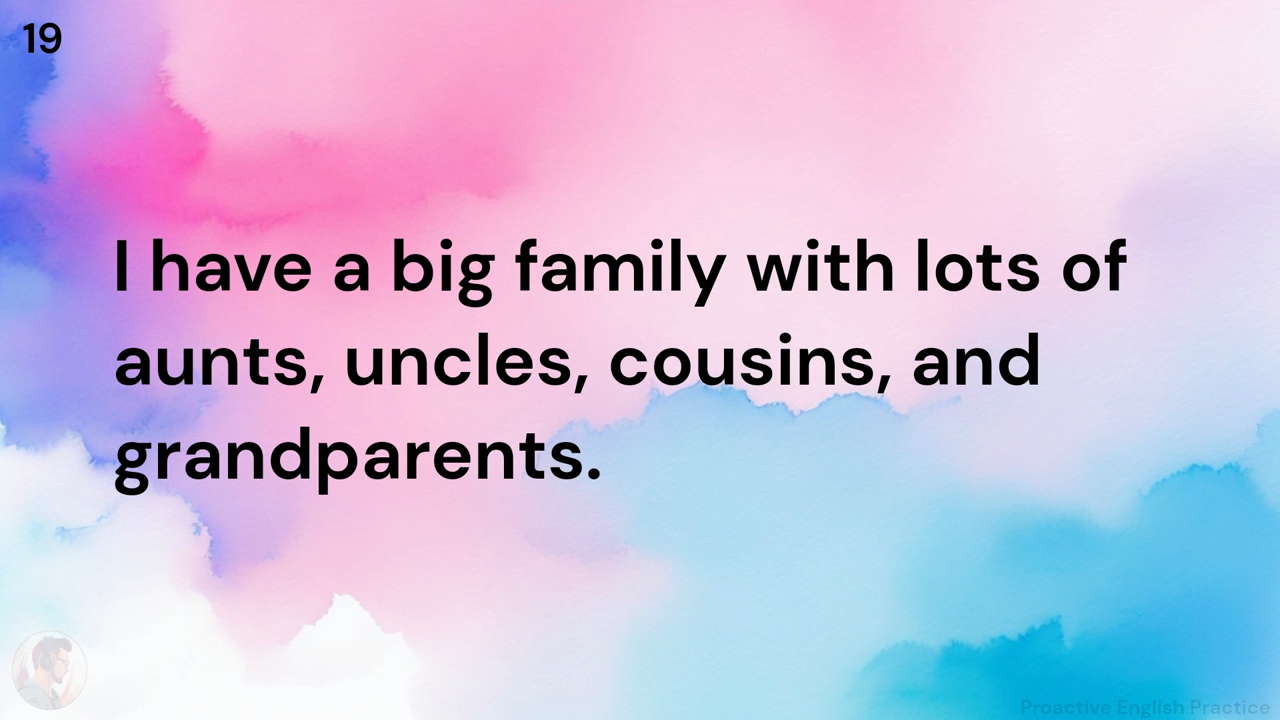 19
I have a big family with lots of
aunts, uncles, cousins, and
grandparents.
Proactive English Practice